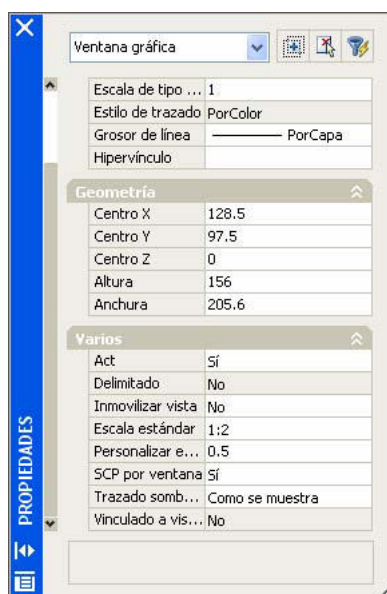 Ventana gráfica
Escala de tipo ... 1
Estilo de trazado PorColor
Grosor de línea PorCapa
Hipervínculo
Geometría
Centro X 128.5
Centro Y 97.5
Centro Z 0
Altura 156
Anchura 205.6
Varios
Act Sí
Delimitado No
Inmovilizar vista No
Escala estándar 1:2
Personalizar e... 0.5
SCP por ventana Sí
Trazado somb... Como se muestra
Vinculado a vis... No
PROPIEDADES